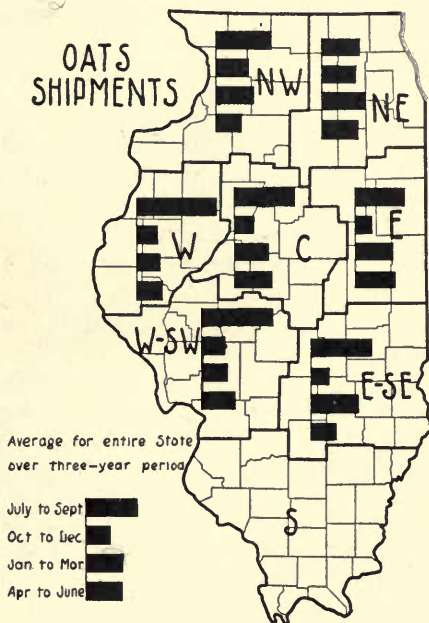 OATS
SHIPMENTS
NW
NE
W
C
E
W-SW
E-SE
Average for entire State
over three-year period
July to Sept
Oct to Dec
Jan to Mar
Apr to June
S